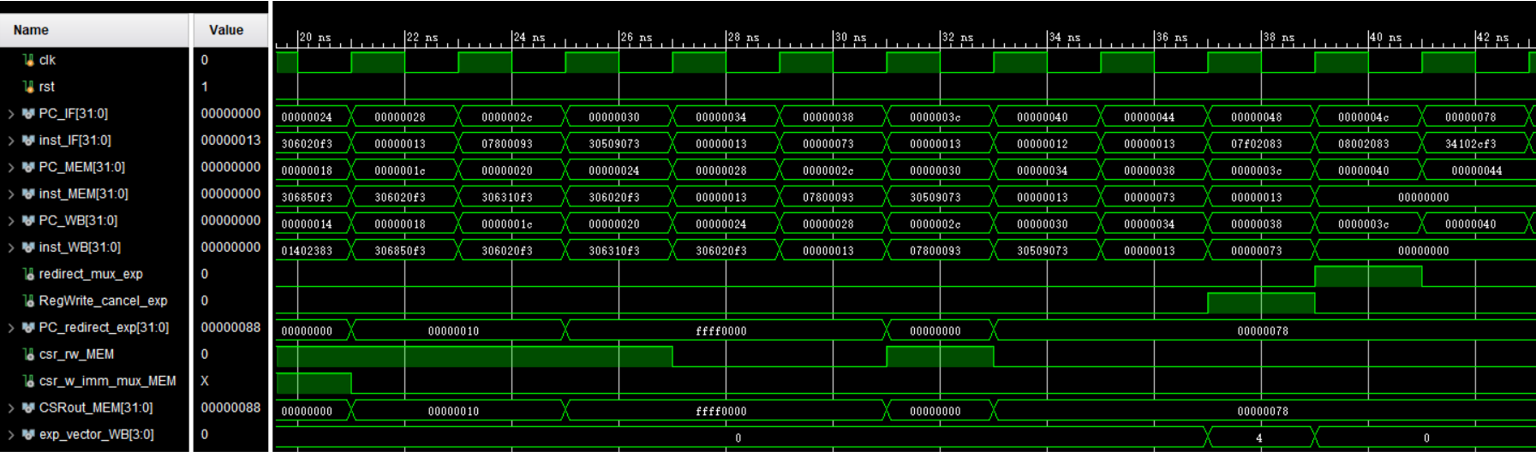 Name Value 20 ns 22 ns 24 ns 26 ns 28 ns 30 ns 32 ns 34 ns 36 ns 38 ns 40 ns 42 ns
clk 0
rst 1
PC_IF[31:0] 00000000 00000024 00000028 0000002c 00000030 00000034 00000038 0000003c 00000040 00000044 00000048 0000004c 00000078
inst_IF[31:0] 00000013 306020f3 00000013 07800093 30509073 00000013 00000073 00000013 00000012 00000013 07f02083 08002083 34102cf3
PC_MEM[31:0] 00000000 00000018 0000001c 00000020 00000024 00000028 0000002c 00000030 00000034 00000038 0000003c 00000040 00000044
inst_MEM[31:0] 00000000 306850f3 306020f3 306310f3 306020f3 00000013 07800093 30509073 00000013 00000073 00000013 00000000
PC_WB[31:0] 00000000 00000014 00000018 0000001c 00000020 00000024 00000028 0000002c 00000030 00000034 00000038 0000003c 00000040
inst_WB[31:0] 00000000 01402383 306850f3 306020f3 306310f3 306020f3 00000013 07800093 30509073 00000013 00000073 00000000
redirect_mux_exp 0
RegWrite_cancel_exp 0
PC_redirect_exp[31:0] 00000088 00000000 00000010 ffff0000 00000000 00000078
csr_rw_MEM 0
csr_w_imm_mux_MEM X
CSRout_MEM[31:0] 00000088 00000000 00000010 ffff0000 00000000 00000078
exp_vector_WB[3:0] 0 0 4 0